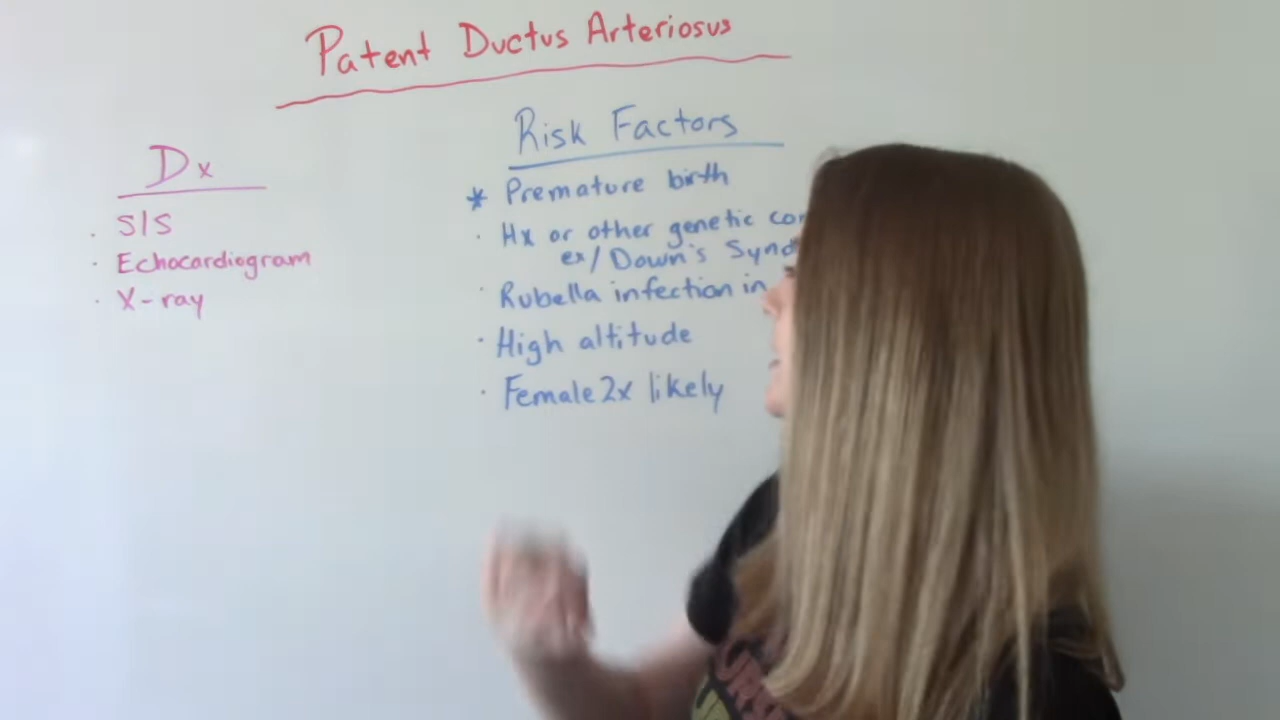 Patent Ductus Arteriosus
Dx
S/S
Echocardiogram
X-ray
Risk Factors
* Premature birth
· Hx or other genetic
ex/ Down's
· Rubella infection in
· High altitude
· Female 2x likely